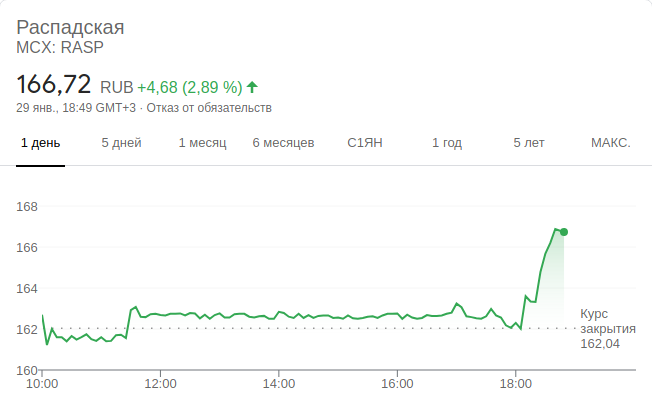 Распадская
MCX: RASP
166,72 RUB +4,68 (2,89 %)
29 янв., 18:49 GMT+3 · Отказ от обязательств
1 день 5 дней 1 месяц 6 месяцев С1ЯН 1 год 5 лет МАКС.
168
166
164
162
160
Курс
закрытия
162,04
10:00 12:00 14:00 16:00 18:00